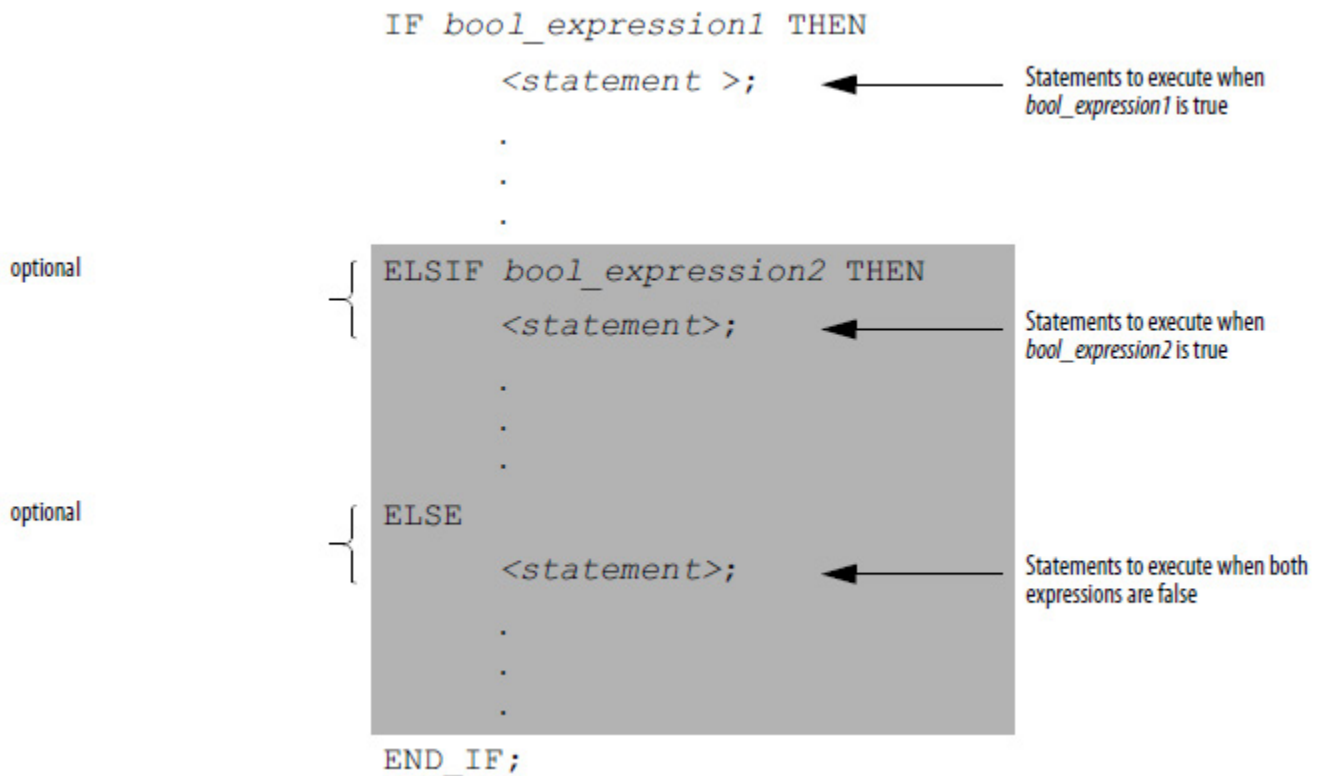 IF bool_expression1 THEN
<statement >;
Statements to execute when
bool_expression1 is true
.
.
.
optional
ELSIF bool_expression2 THEN
<statement>;
Statements to execute when
bool_expression2 is true
.
.
.
optional
ELSE
<statement>;
Statements to execute when both
expressions are false
.
.
.
END_IF;